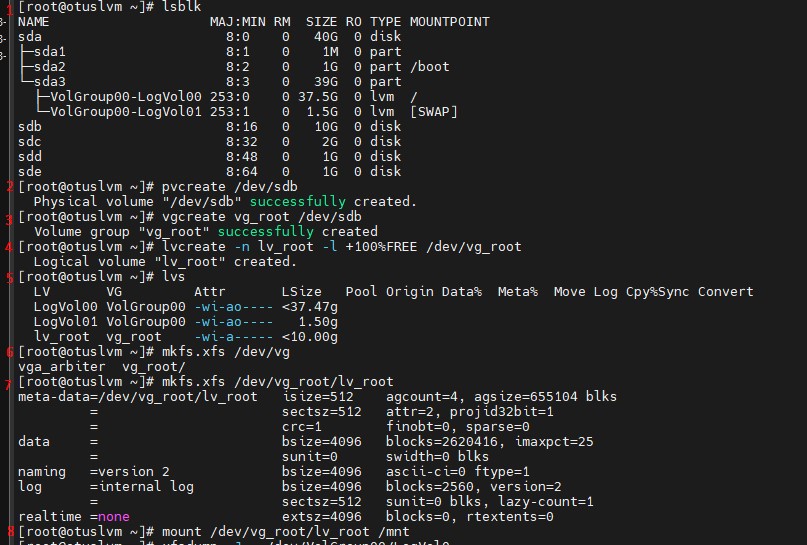 1 [root@otuslvm ~]# lsblk
NAME                    MAJ:MIN RM  SIZE RO TYPE MOUNTPOINT
sda                       8:0    0   40G  0 disk
├─sda1                    8:1    0    1M  0 part
├─sda2                    8:2    0    1G  0 part /boot
└─sda3                    8:3    0   39G  0 part
  ├─VolGroup00-LogVol00 253:0    0 37.5G  0 lvm  /
  └─VolGroup00-LogVol01 253:1    0  1.5G  0 lvm  [SWAP]
sdb                       8:16   0   10G  0 disk
sdc                       8:32   0    2G  0 disk
sdd                       8:48   0    1G  0 disk
sde                       8:64   0    1G  0 disk
2 [root@otuslvm ~]# pvcreate /dev/sdb
  Physical volume "/dev/sdb" successfully created.
3 [root@otuslvm ~]# vgcreate vg_root /dev/sdb
  Volume group "vg_root" successfully created
4 [root@otuslvm ~]# lvcreate -n lv_root -l +100%FREE /dev/vg_root
  Logical volume "lv_root" created.
5 [root@otuslvm ~]# lvs
  LV       VG         Attr       LSize   Pool Origin Data%  Meta%  Move Log Cpy%Sync Convert
  LogVol00 VolGroup00 -wi-ao---- <37.47g
  LogVol01 VolGroup00 -wi-ao----   1.50g
  lv_root  vg_root    -wi-a----- <10.00g
6 [root@otuslvm ~]# mkfs.xfs /dev/vg
vga_arbiter  vg_root/
7 [root@otuslvm ~]# mkfs.xfs /dev/vg_root/lv_root
meta-data=/dev/vg_root/lv_root   isize=512    agcount=4, agsize=655104 blks
         =                       sectsz=512   attr=2, projid32bit=1
         =                       crc=1        finobt=0, sparse=0
data     =                       bsize=4096   blocks=2620416, imaxpct=25
         =                       sunit=0      swidth=0 blks
naming   =version 2              bsize=4096   ascii-ci=0 ftype=1
log      =internal log           bsize=4096   blocks=2560, version=2
         =                       sectsz=512   sunit=0 blks, lazy-count=1
realtime =none                   extsz=4096   blocks=0, rtextents=0
8 [root@otuslvm ~]# mount /dev/vg_root/lv_root /mnt